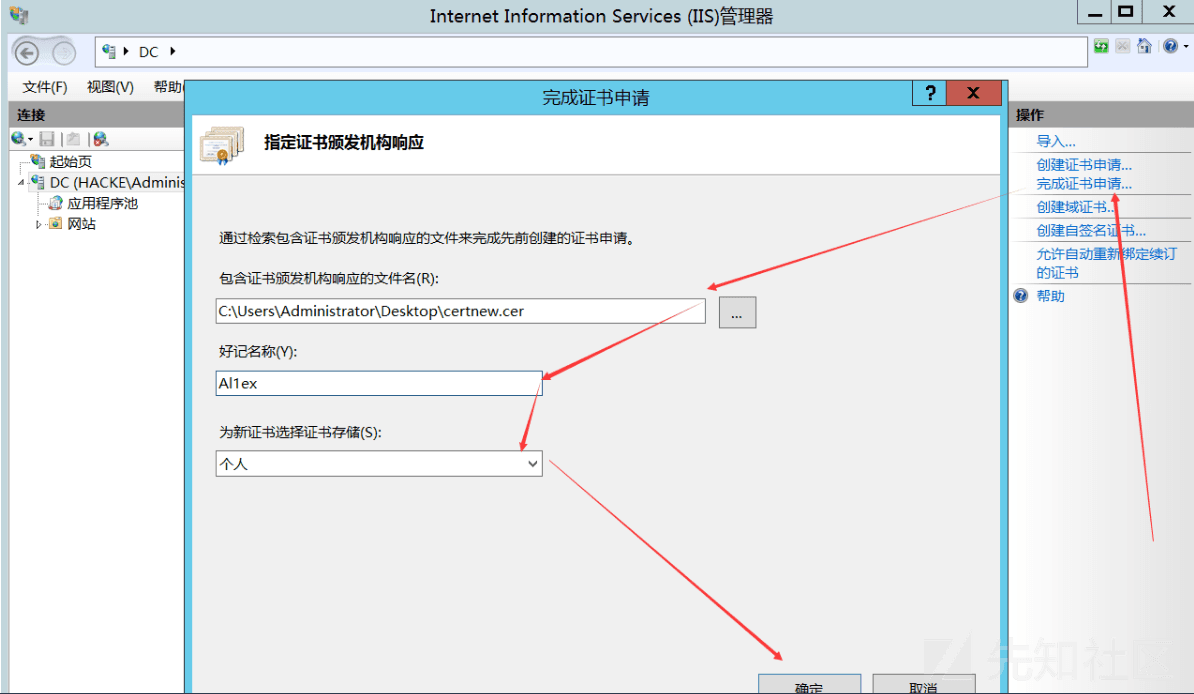 Internet Information Services (IIS)管理器
DC
文件(F) 视图(V) 帮助(
连接
起始页
DC (HACKE\Adminis
应用程序池
网站
完成证书申请
?
X
指定证书颁发机构响应
通过检索包含证书颁发机构响应的文件来完成先前创建的证书申请。
包含证书颁发机构响应的文件名(R):
C:\Users\Administrator\Desktop\certnew.cer
...
好记名称(Y):
Al1ex
为新证书选择证书存储(S):
个人
确定
取消
操作
导入...
创建证书申请...
完成证书申请...
创建域证书...
创建自签名证书...
允许自动重新绑定续订
的证书
帮助
先知社区